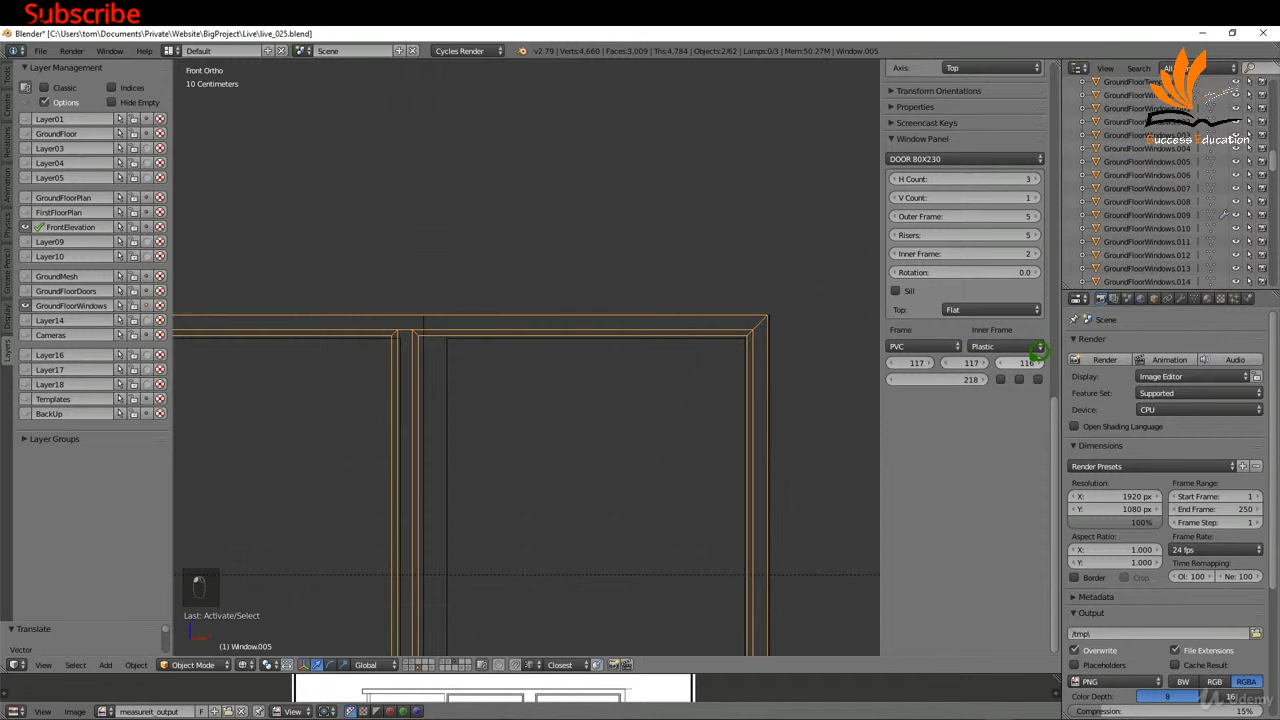 Subscribe
Blender* [C:\Users\tom\Documents\Private\Website\BigProject\Live\live_025.blend]
File Render Window Help Default Scene Cycles Render v2.79 | Verts:4,660 | Faces:3,009 | Tris:4,784 | Objects:2/62 | Lamps:0/3 | Mem:50.27M | Window.005
Layer Management
Classic Indices
Options Hide Empty
Layer01
GroundFloor
Layer03
Layer04
Layer05
GroundFloorPlan
FirstFloorPlan
FrontElevation
Layer09
Layer10
GroundMesh
GroundFloorDoors
GroundFloorWindows
Layer14
Cameras
Layer16
Layer17
Layer18
Templates
BackUp
Layer Groups
Translate
Vector
Tools
Create
Relations
Animation
Physics
Grease Pencil
Display
Layers
Front Ortho
10 Centimeters
Last: Activate/Select
(1) Window.005
View Select Add Object Object Mode Global Closest
View Image measureit_output F View
Axis: Top
Transform Orientations
Properties
Screencast Keys
Window Panel
DOOR 80X230
H Count: 3
V Count: 1
Outer Frame: 5
Risers: 5
Inner Frame: 2
Rotation: 0.0
Sill
Top: Flat
Frame Inner Frame
PVC Plastic
117 117 116
218
View Search All
GroundFloorWindows.004
GroundFloorWindows.005
GroundFloorWindows.006
GroundFloorWindows.007
GroundFloorWindows.008
GroundFloorWindows.009
GroundFloorWindows.010
GroundFloorWindows.011
GroundFloorWindows.012
GroundFloorWindows.013
GroundFloorWindows.014
Success Education
Scene
Render
Render Animation Audio
Display: Image Editor
Feature Set: Supported
Device: CPU
Open Shading Language
Dimensions
Render Presets
Resolution: Frame Range:
X: 1920 px Start Frame: 1
Y: 1080 px End Frame: 250
100% Frame Step: 1
Aspect Ratio: Frame Rate:
X: 1.000 24 fps
Y: 1.000 Time Remapping:
Border Crop Ol: 100 Ne: 100
Metadata
Output
/tmp\
Overwrite File Extensions
Placeholders Cache Result
PNG BW RGB RGBA
Color Depth: 8 16
Compression: 15%
Udemy